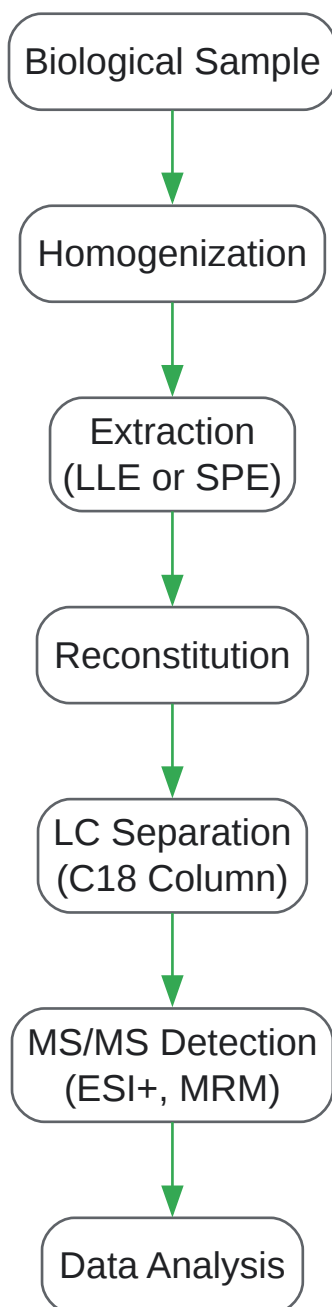 Biological Sample
Homogenization
Extraction
(LLE or SPE)
Reconstitution
LC Separation
(C18 Column)
MS/MS Detection
(ESI+, MRM)
Data Analysis